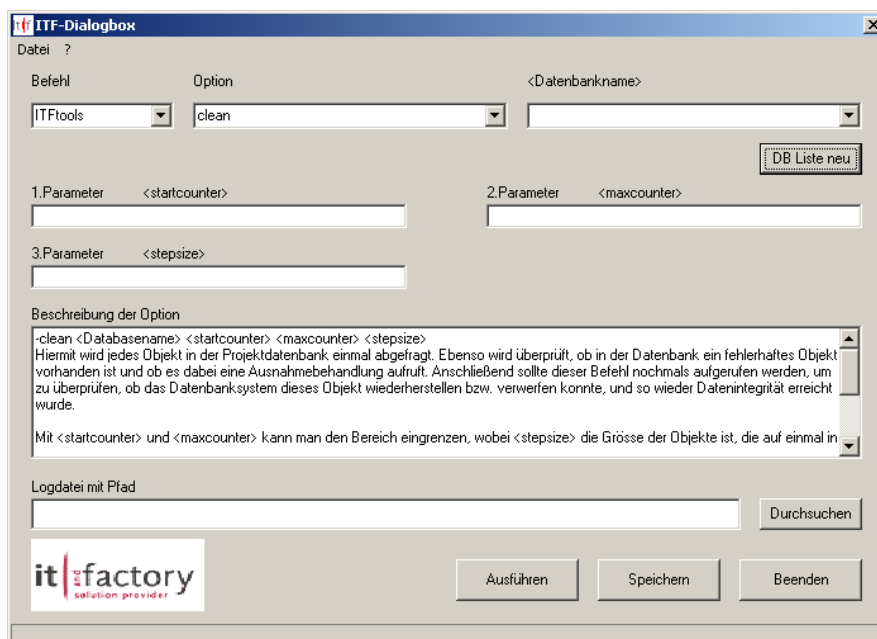 ITF-Dialogbox
Datei ?
Befehl Option <Datenbankname>
ITFtools clean
DB Liste neu
1.Parameter <startcounter> 2.Parameter <maxcounter>
3.Parameter <stepsize>
Beschreibung der Option
-clean <Databasename> <startcounter> <maxcounter> <stepsize>
Hiermit wird jedes Objekt in der Projektdatenbank einmal abgefragt. Ebenso wird überprüft, ob in der Datenbank ein fehlerhaftes Objekt
vorhanden ist und ob es dabei eine Ausnahmebehandlung aufruft. Anschließend sollte dieser Befehl nochmals aufgerufen werden, um
zu überprüfen, ob das Datenbanksystem dieses Objekt wiederherstellen bzw. verwerfen konnte, und so wieder Datenintegrität erreicht
wurde.
Mit <startcounter> und <maxcounter> kann man den Bereich eingrenzen, wobei <stepsize> die Grösse der Objekte ist, die auf einmal in
Logdatei mit Pfad
Durchsuchen
it and factory
solution provider
Ausführen Speichern Beenden